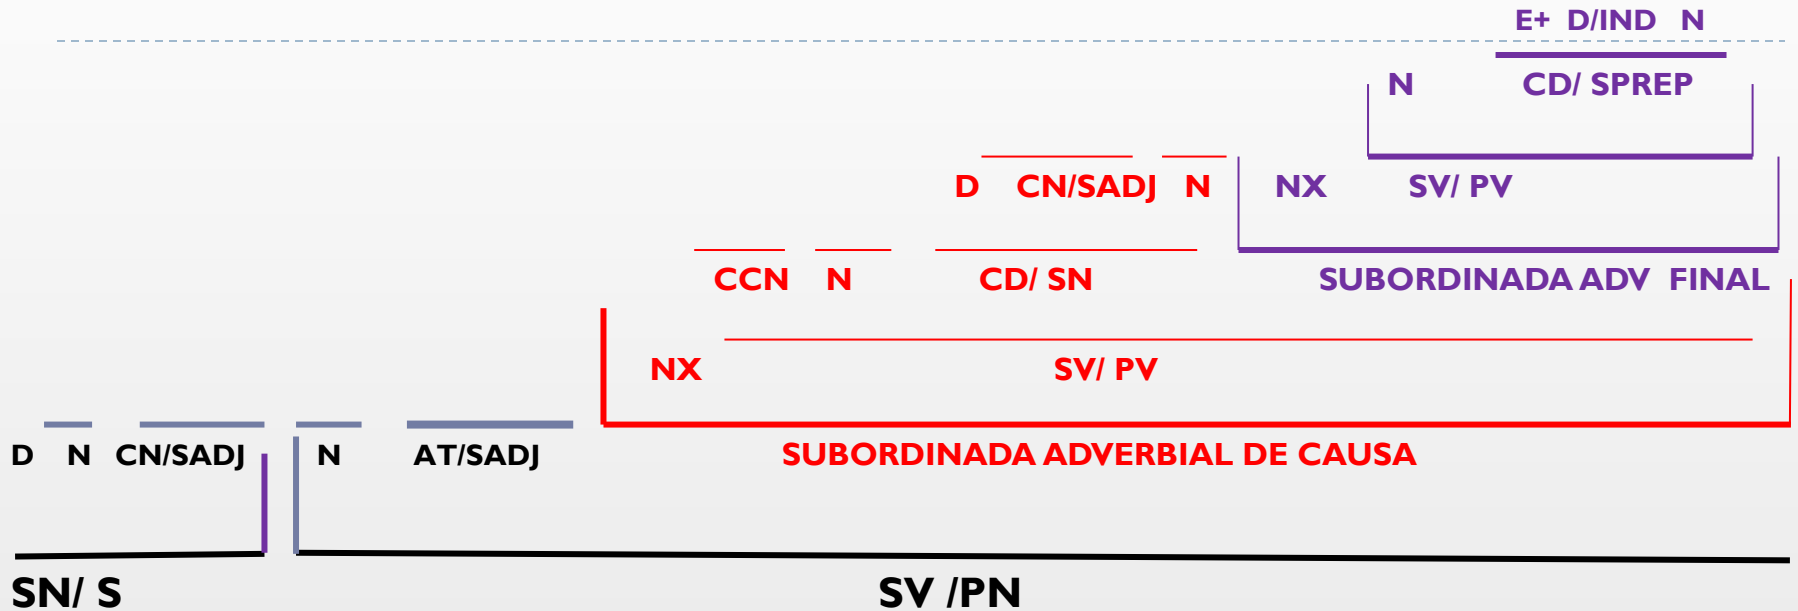 E+ D/IND N
N CD/ SPREP
D CN/SADJ N NX SV/ PV
CCN N CD/ SN SUBORDINADA ADV FINAL
NX SV/ PV
D N CN/SADJ N AT/SADJ SUBORDINADA ADVERBIAL DE CAUSA
SN/ S SV /PN